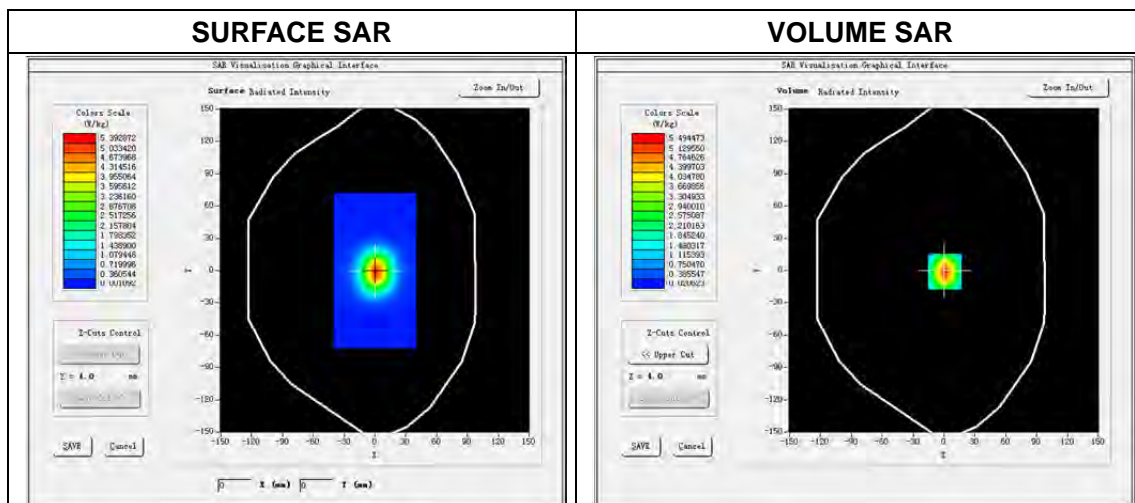 SURFACE SAR
VOLUME SAR
SAR Visualisation Graphical Interface
Surface Radiated Intensity
Zoom In/Out
Colors Scale
(W/kg)
5.392872
5.033420
4.673968
4.314516
3.955064
3.595612
3.236160
2.876708
2.517256
2.157804
1.798352
1.438900
1.079448
0.719996
0.360544
0.001092
150
120
90
60
30
0
-30
-60
-90
-120
-150
Y
-150 -120 -90 -60 -30 0 30 60 90 120 150
X
Z-Cuts Control
Z = 4.0 mm
SAVE Cancel
0 X (mm) 0 Y (mm)
SAR Visualisation Graphical Interface
Volume Radiated Intensity
Zoom In/Out
Colors Scale
(W/kg)
5.494473
5.129550
4.764626
4.399703
4.034780
3.669856
3.304933
2.940010
2.575087
2.210163
1.845240
1.480317
1.115393
0.750470
0.385547
0.020623
150
120
90
60
30
0
-30
-60
-90
-120
-150
Y
-150 -120 -90 -60 -30 0 30 60 90 120 150
X
Z-Cuts Control
<< Upper Cut
Z = 4.0 mm
SAVE Cancel